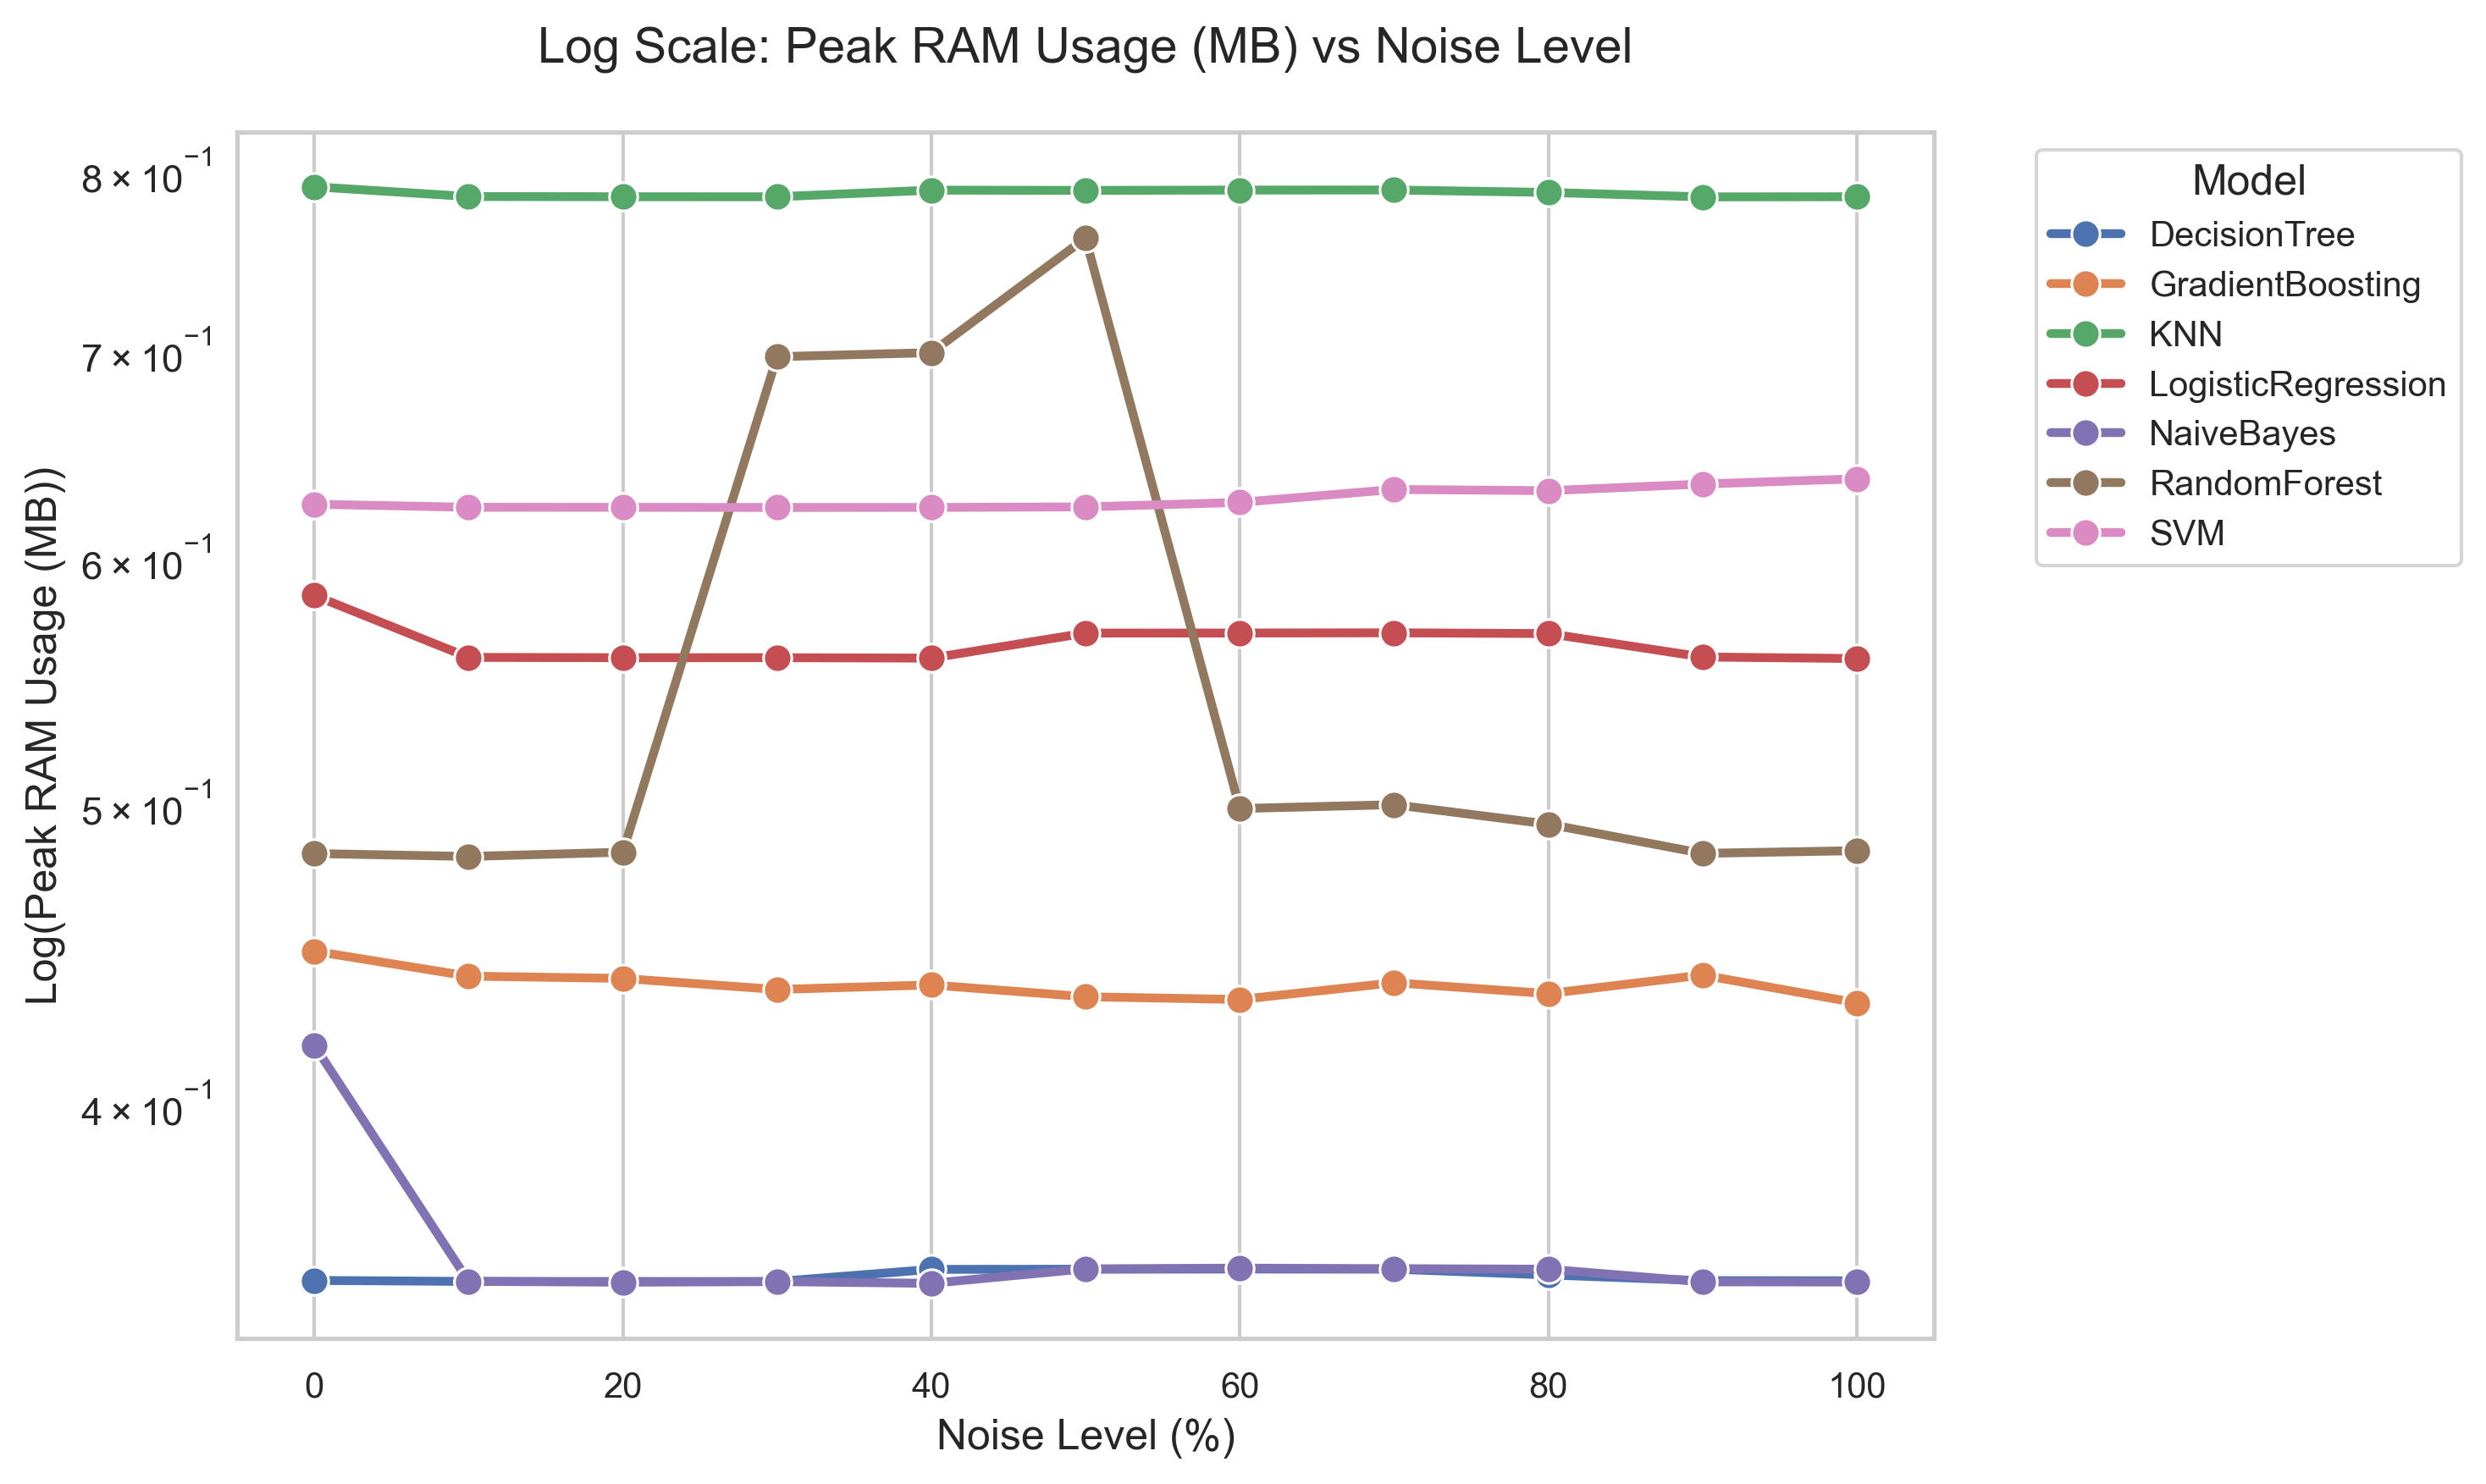 Log Scale: Peak RAM Usage (MB) vs Noise Level
Log(Peak RAM Usage (MB))
8 × 10⁻¹
7 × 10⁻¹
6 × 10⁻¹
5 × 10⁻¹
4 × 10⁻¹
0 20 40 60 80 100
Noise Level (%)
Model
DecisionTree
GradientBoosting
KNN
LogisticRegression
NaiveBayes
RandomForest
SVM